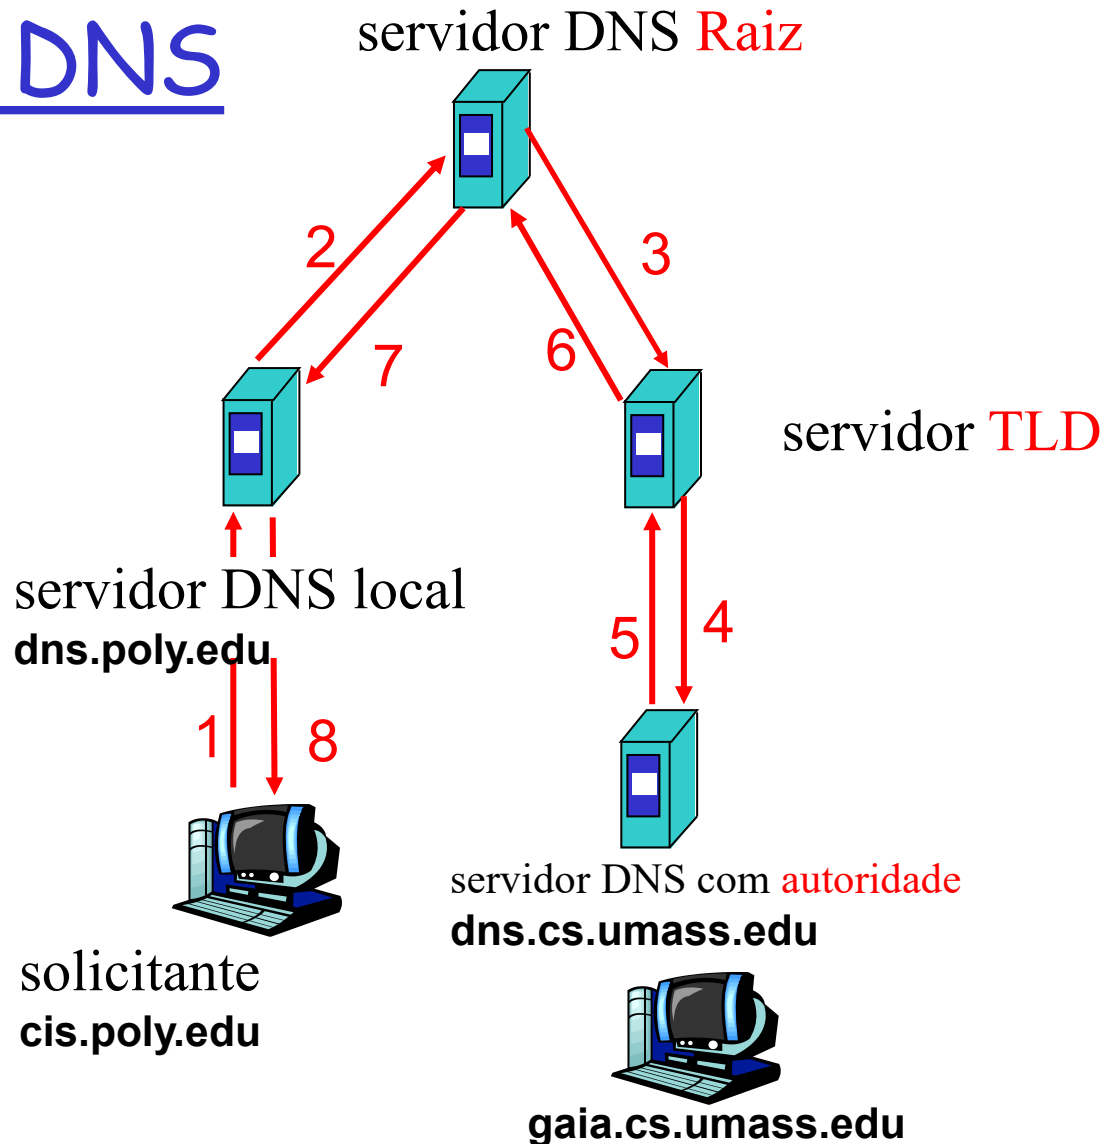 DNS
servidor DNS Raiz
2
3
7
6
servidor TLD
servidor DNS local
dns.poly.edu
5
4
1
8
servidor DNS com autoridade
dns.cs.umass.edu
solicitante
cis.poly.edu
gaia.cs.umass.edu